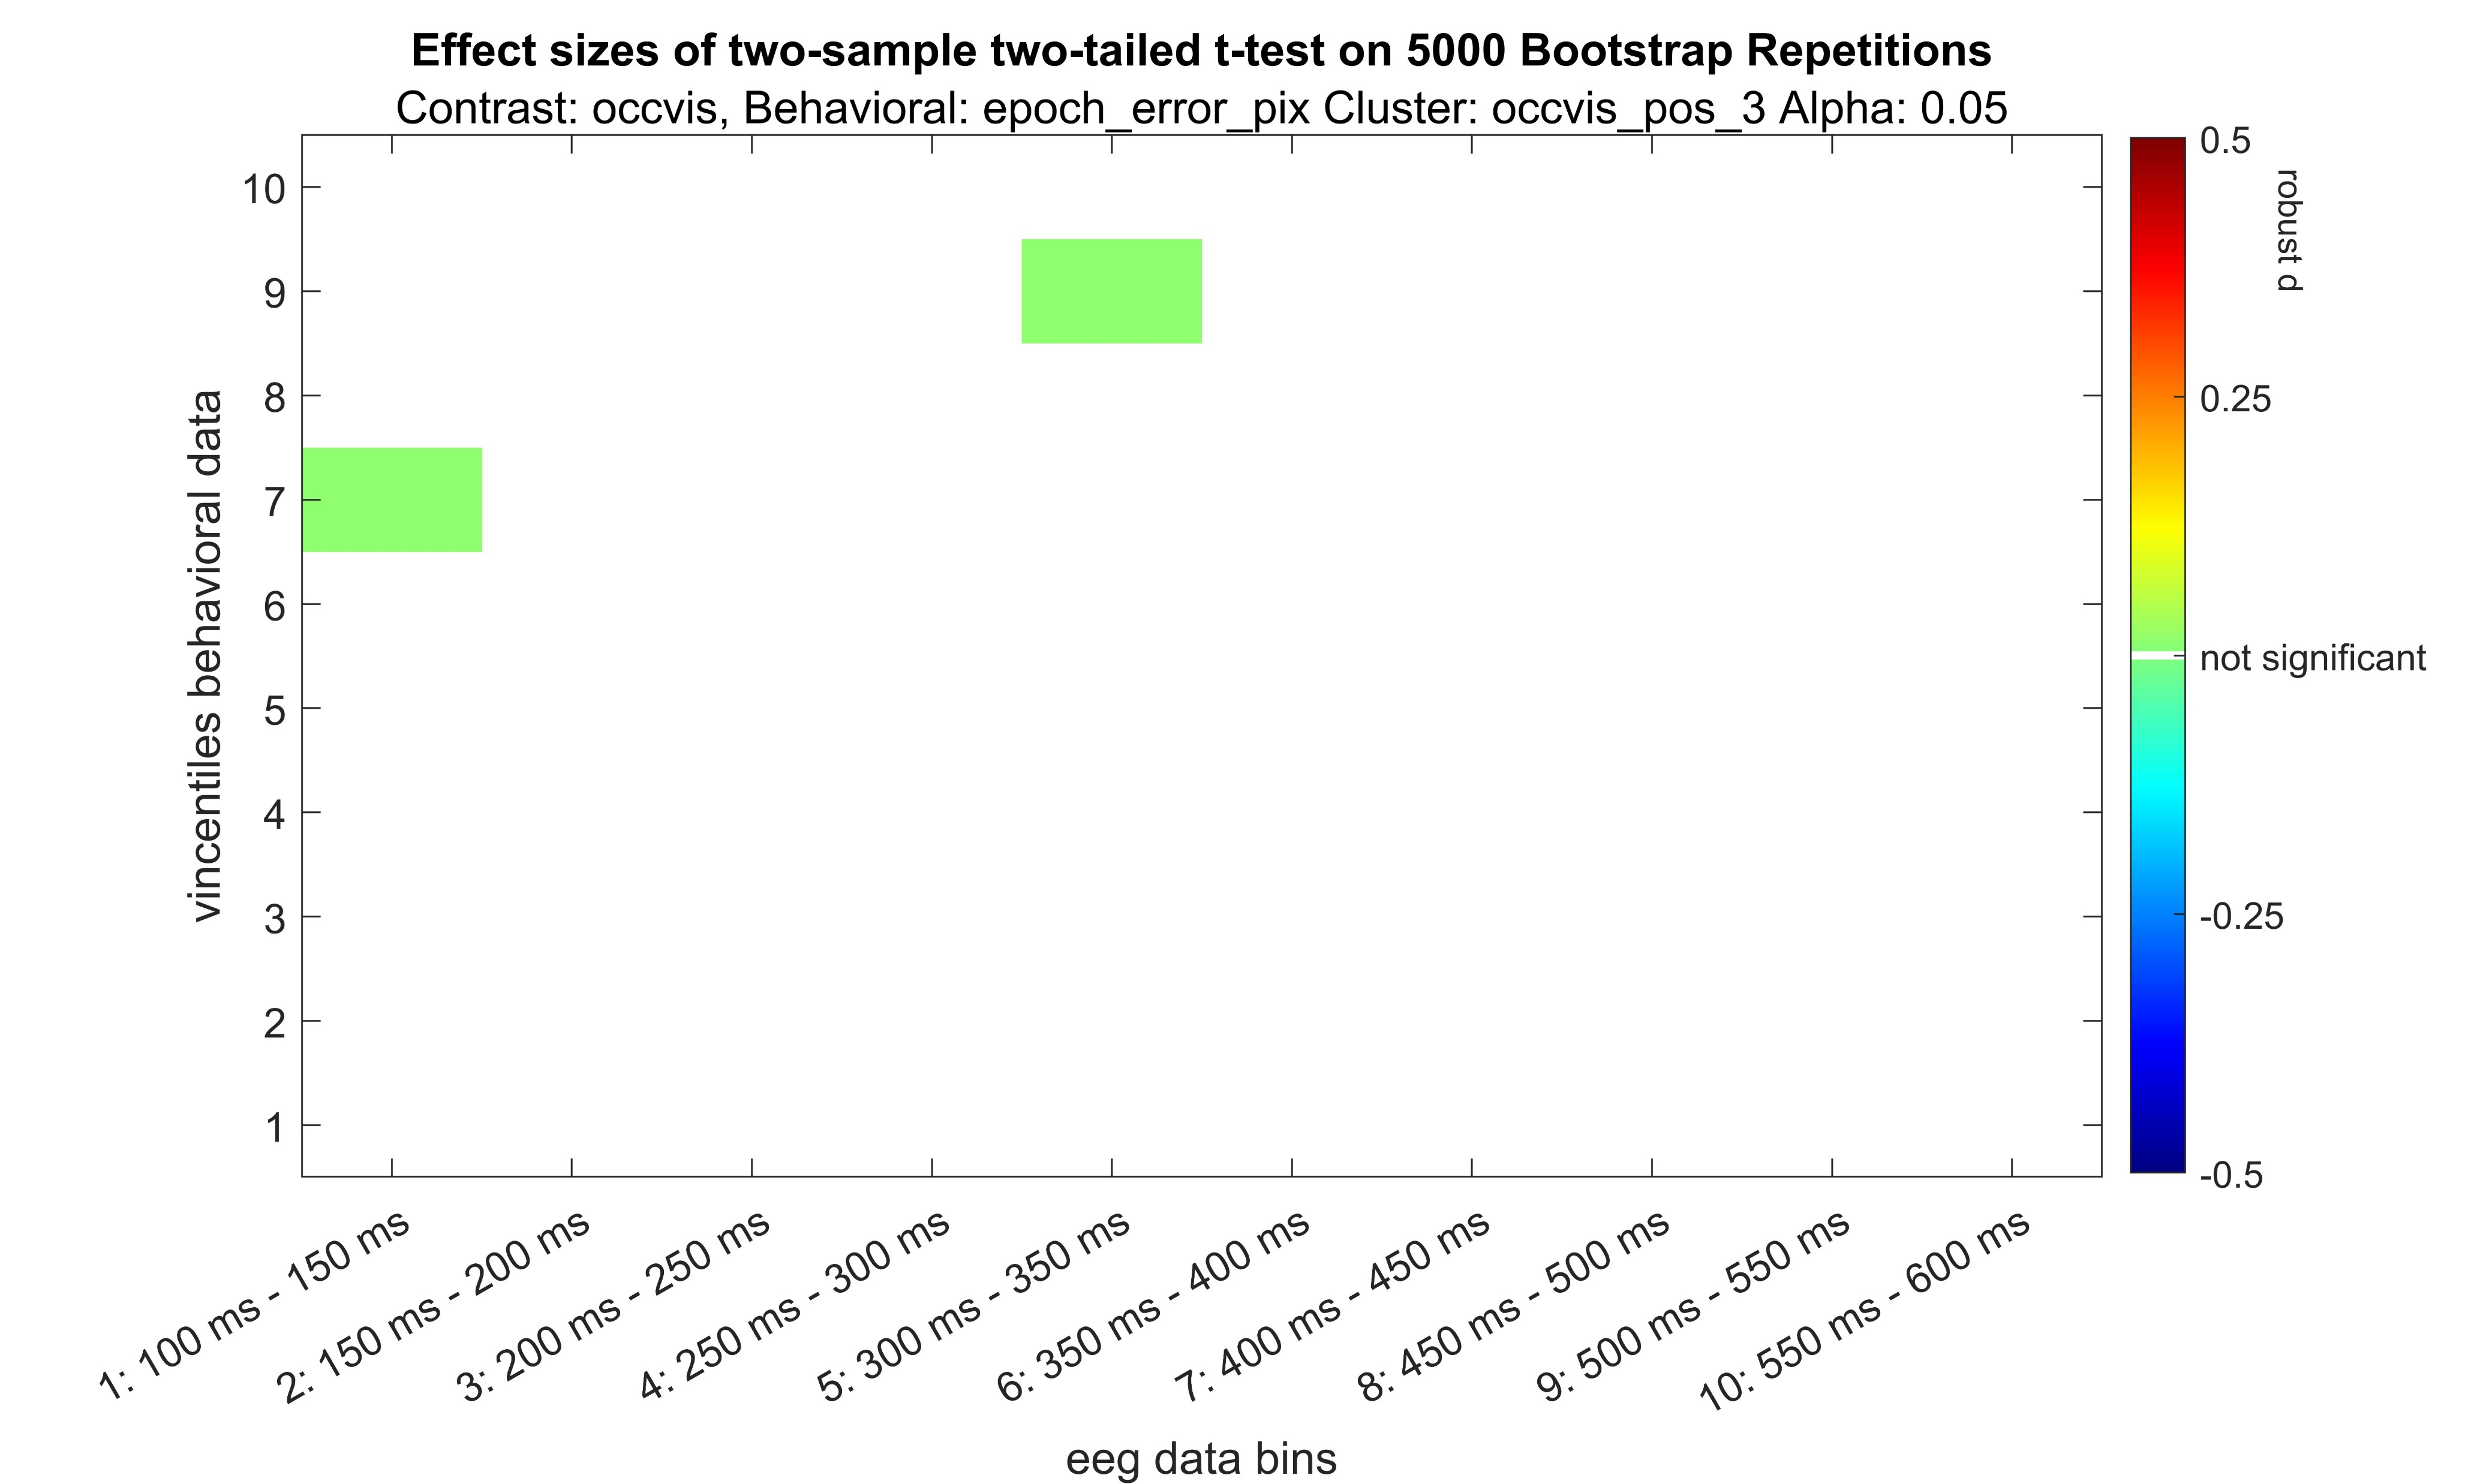 Effect sizes of two-sample two-tailed t-test on 5000 Bootstrap Repetitions
Contrast: occvis, Behavioral: epoch_error_pix Cluster: occvis_pos_3 Alpha: 0.05
vincentiles behavioral data
10
9
8
7
6
5
4
3
2
1
1: 100 ms - 150 ms
2: 150 ms - 200 ms
3: 200 ms - 250 ms
4: 250 ms - 300 ms
5: 300 ms - 350 ms
6: 350 ms - 400 ms
7: 400 ms - 450 ms
8: 450 ms - 500 ms
9: 500 ms - 550 ms
10: 550 ms - 600 ms
eeg data bins
0.5
0.25
not significant
-0.25
-0.5
robust d